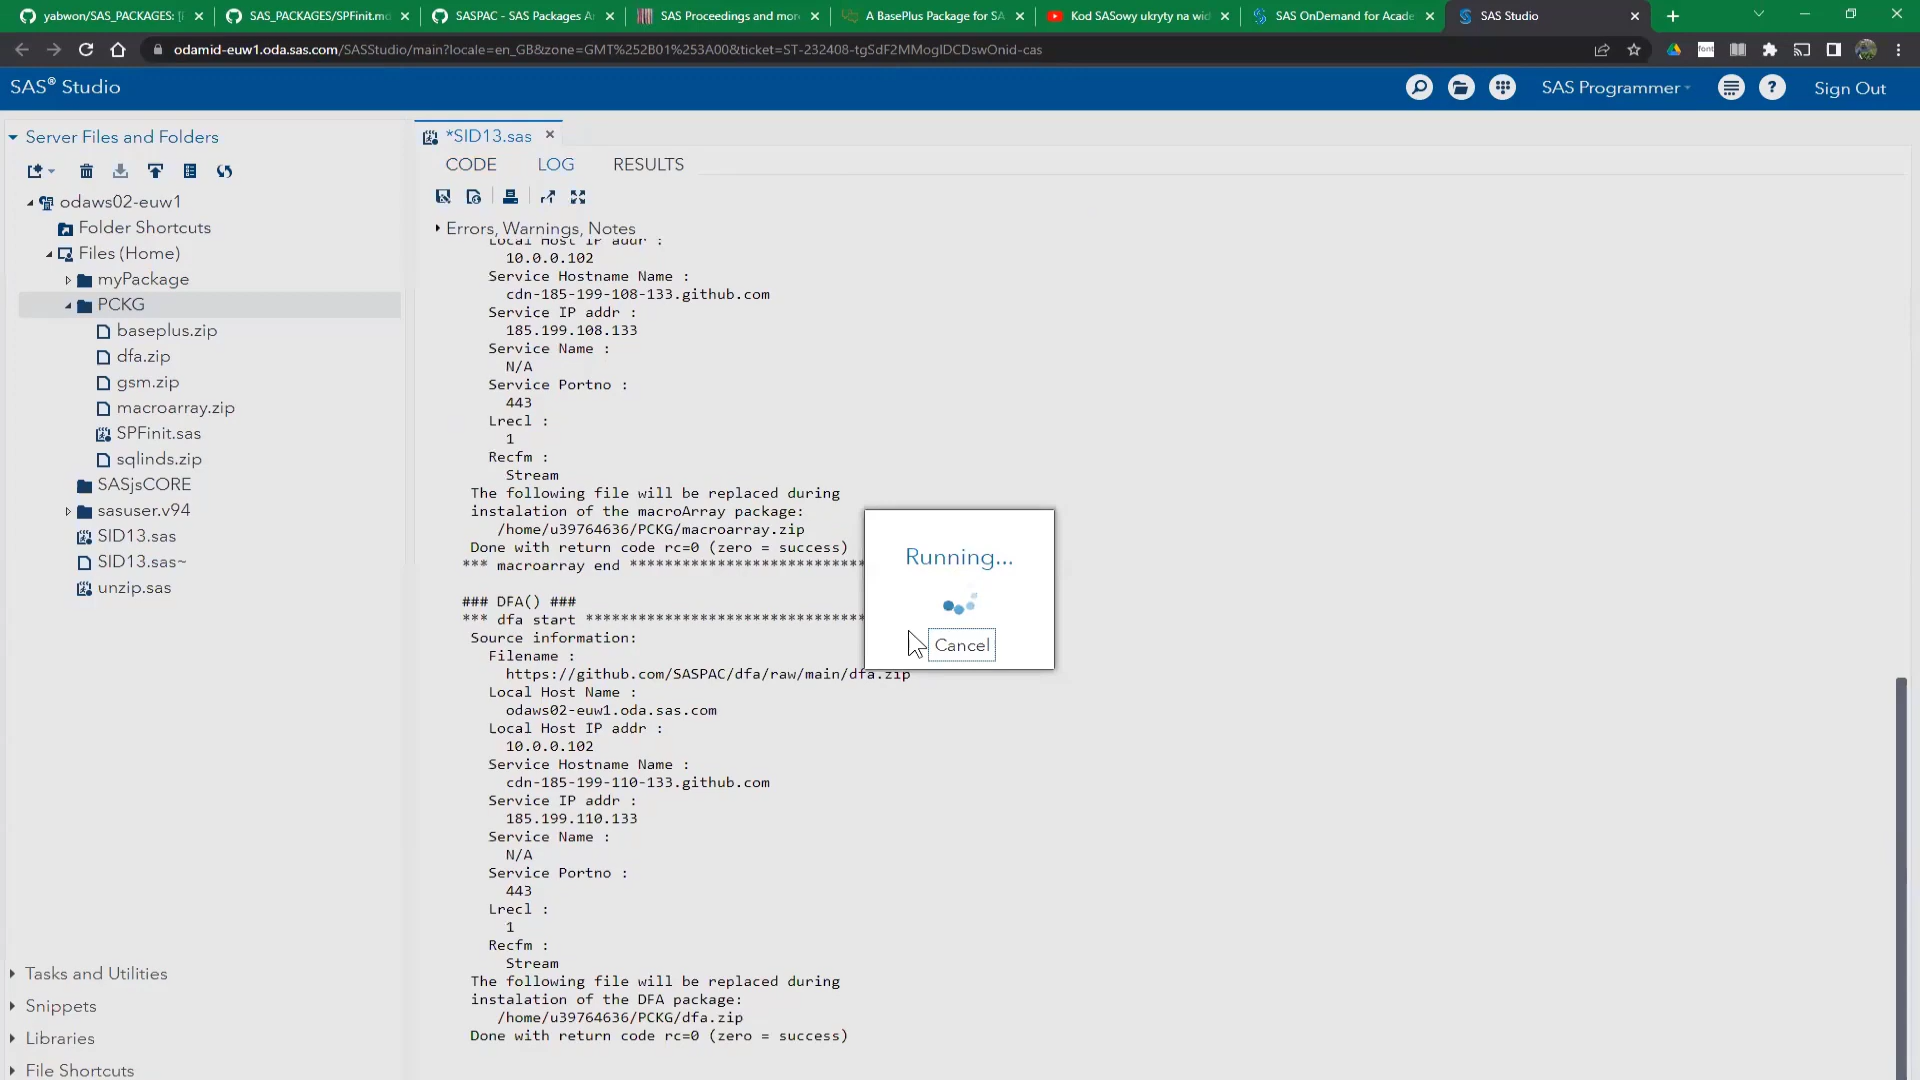 yabwon/SAS_PACKAGES: [
SAS_PACKAGES/SPFinit.md
SASPAC - SAS Packages A
SAS Proceedings and mor
A BasePlus Package for SA
Kod SASowy ukryty na wid
SAS OnDemand for Acade
SAS Studio
odamid-euw1.oda.sas.com/SASStudio/main?locale=en_GB&zone=GMT%252B01%253A00&ticket=ST-232408-tgSdF2MMogIDCDswOnid-cas
SAS® Studio
SAS Programmer
Sign Out
Server Files and Folders
odaws02-euw1
Folder Shortcuts
Files (Home)
myPackage
PCKG
baseplus.zip
dfa.zip
gsm.zip
macroarray.zip
SPFinit.sas
sqlinds.zip
SASjsCORE
sasuser.v94
SID13.sas
SID13.sas~
unzip.sas
Tasks and Utilities
Snippets
Libraries
File Shortcuts
*SID13.sas
CODE LOG RESULTS
Errors, Warnings, Notes
Local Host IP addr :
10.0.0.102
Service Hostname Name :
cdn-185-199-108-133.github.com
Service IP addr :
185.199.108.133
Service Name :
N/A
Service Portno :
443
Lrecl :
1
Recfm :
Stream
The following file will be replaced during
instalation of the macroArray package:
/home/u39764636/PCKG/macroarray.zip
Done with return code rc=0 (zero = success)
*** macroarray end ****************************
### DFA() ###
*** dfa start ********************************
Source information:
Filename :
https://github.com/SASPAC/dfa/raw/main/dfa.zip
Local Host Name :
odaws02-euw1.oda.sas.com
Local Host IP addr :
10.0.0.102
Service Hostname Name :
cdn-185-199-110-133.github.com
Service IP addr :
185.199.110.133
Service Name :
N/A
Service Portno :
443
Lrecl :
1
Recfm :
Stream
The following file will be replaced during
instalation of the DFA package:
/home/u39764636/PCKG/dfa.zip
Done with return code rc=0 (zero = success)
Running...
Cancel